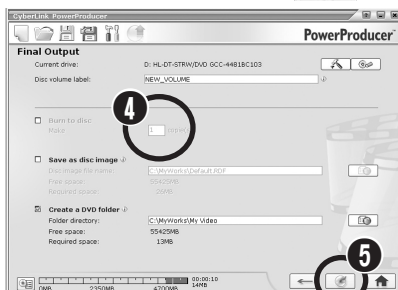 CyberLink PowerProducer
PowerProducer
Final Output
Current drive: D: HL-DT-STRW/DVD GCC-4481BC103
Disc volume label: NEW_VOLUME
4
Burn to disc
Make 1
Save as disc image
Disc image file name: C:\MyWorks\Default.RDF
Free space: 55425MB
Required space: 26MB
Create a DVD folder
Folder directory: C:\MyWorks\My Video
Free space: 55425MB
Required space: 13MB
5
00:00:10
14MB
0MB 2350MB 4700MB